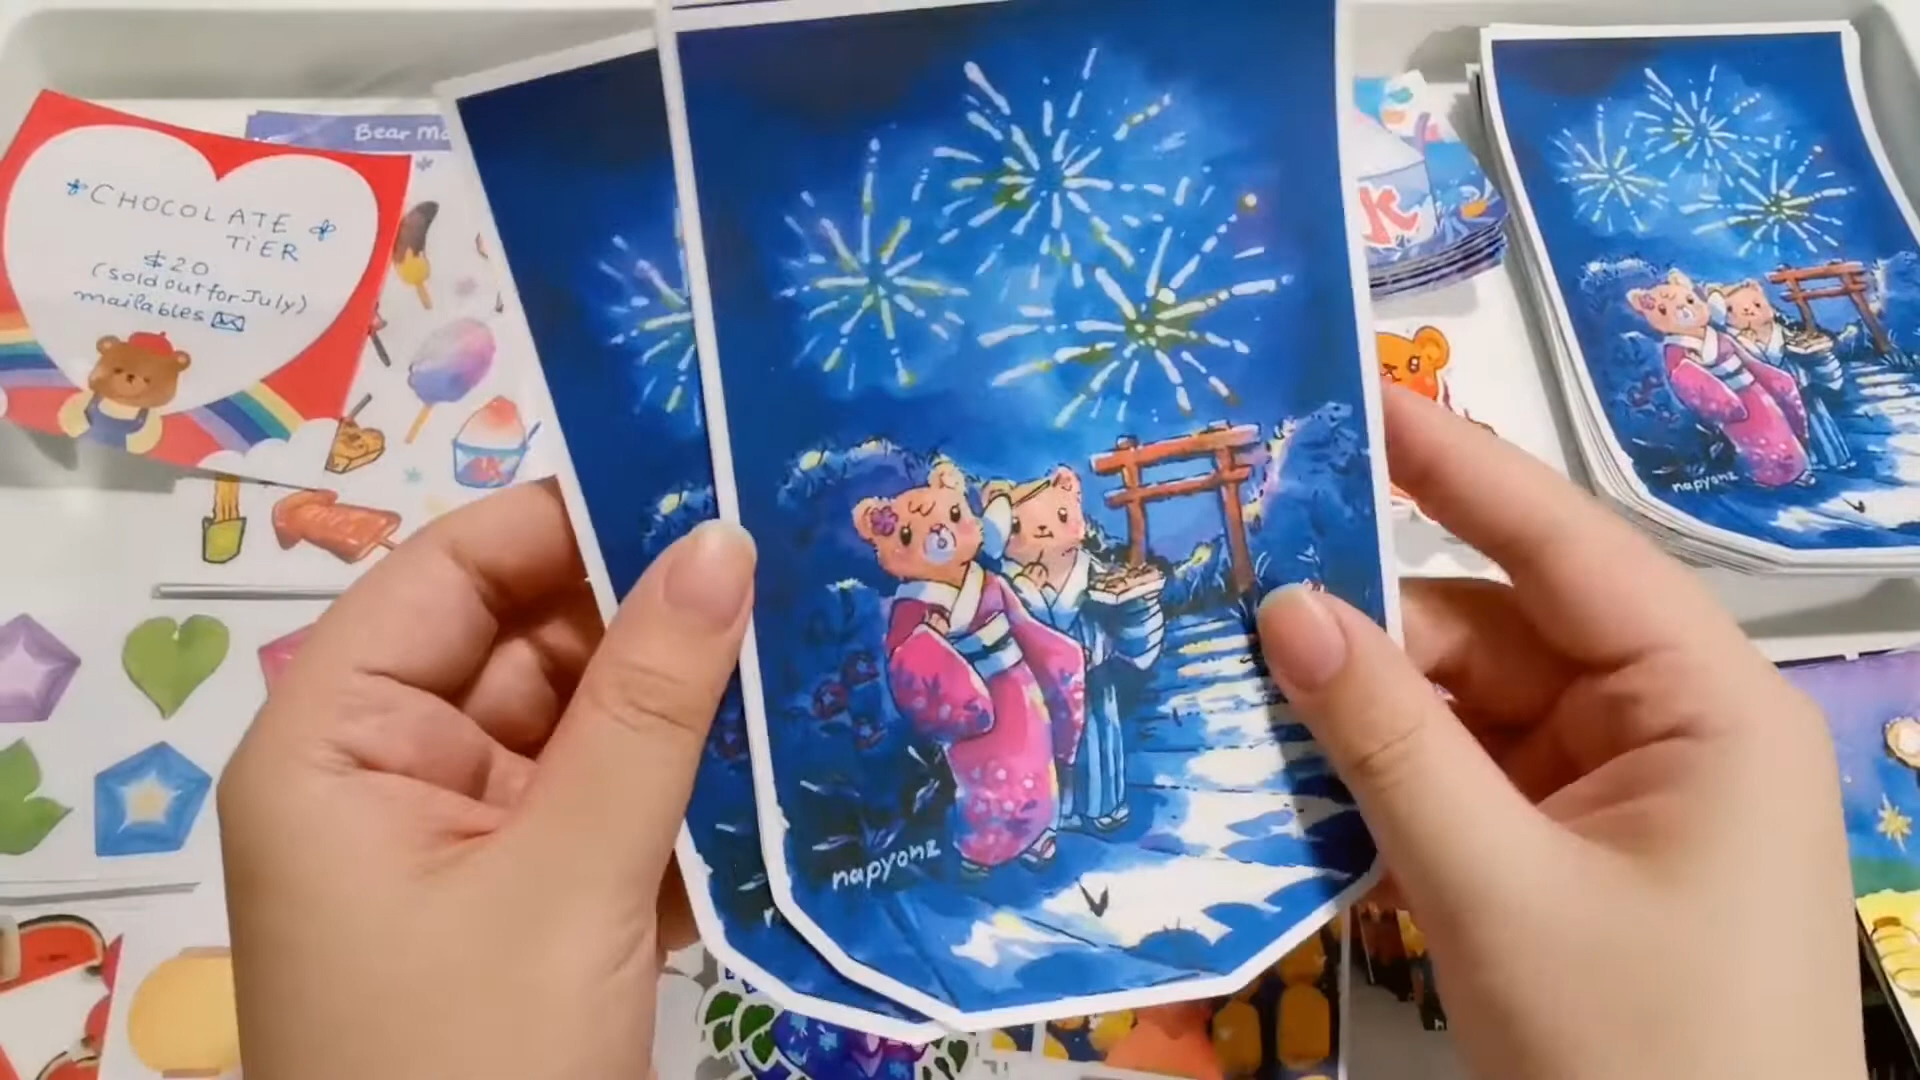 Bear Ma
CHOCOLATE
TiER
$20
(sold out for July)
mailables
napyonz
napyonz